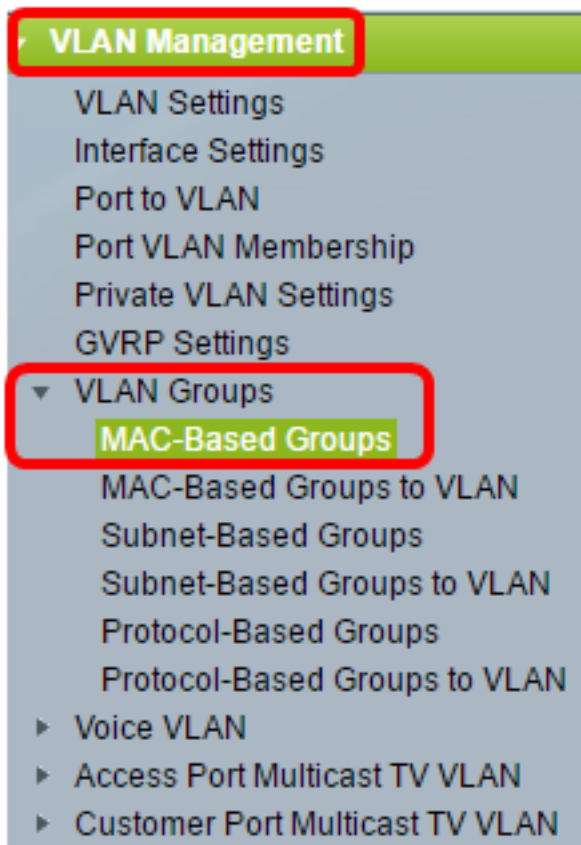 VLAN Management
VLAN Settings
Interface Settings
Port to VLAN
Port VLAN Membership
Private VLAN Settings
GVRP Settings
VLAN Groups
MAC-Based Groups
MAC-Based Groups to VLAN
Subnet-Based Groups
Subnet-Based Groups to VLAN
Protocol-Based Groups
Protocol-Based Groups to VLAN
Voice VLAN
Access Port Multicast TV VLAN
Customer Port Multicast TV VLAN